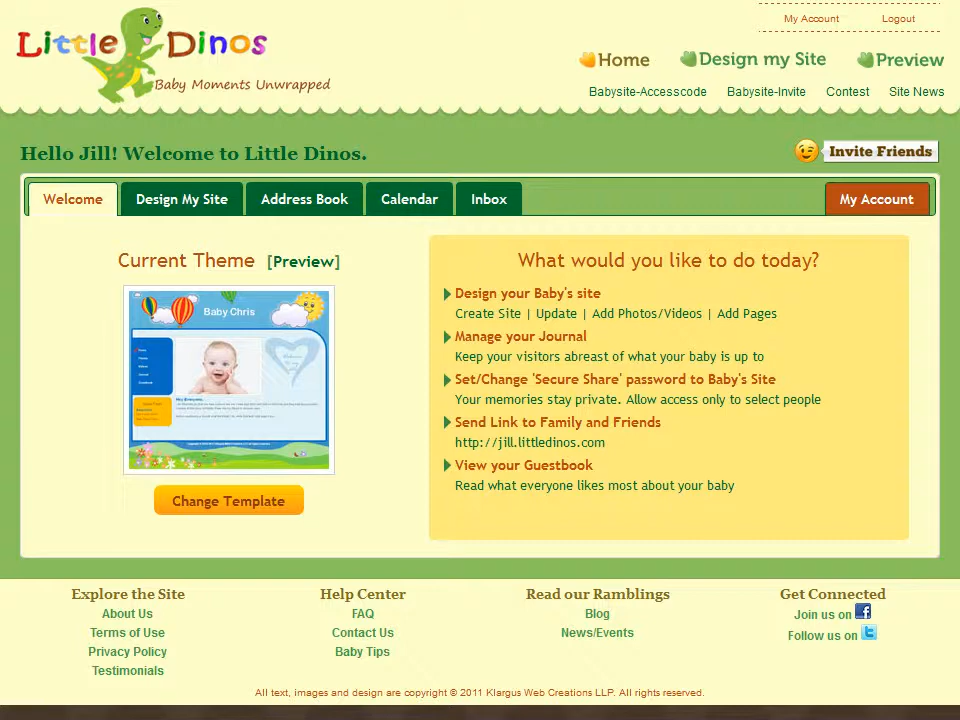 My Account Logout
Little Dinos
Baby Moments Unwrapped
Home Design my Site Preview
Babysite-Accesscode Babysite-Invite Contest Site News
Hello Jill! Welcome to Little Dinos.
Invite Friends
Welcome Design My Site Address Book Calendar Inbox My Account
Current Theme [Preview]
Baby Chris
Change Template
What would you like to do today?
Design your Baby's site
Create Site | Update | Add Photos/Videos | Add Pages
Manage your Journal
Keep your visitors abreast of what your baby is up to
Set/Change 'Secure Share' password to Baby's Site
Your memories stay private. Allow access only to select people
Send Link to Family and Friends
http://jill.littledinos.com
View your Guestbook
Read what everyone likes most about your baby
Explore the Site
About Us
Terms of Use
Privacy Policy
Testimonials
Help Center
FAQ
Contact Us
Baby Tips
Read our Ramblings
Blog
News/Events
Get Connected
Join us on
Follow us on
All text, images and design are copyright © 2011 Klargus Web Creations LLP. All rights reserved.